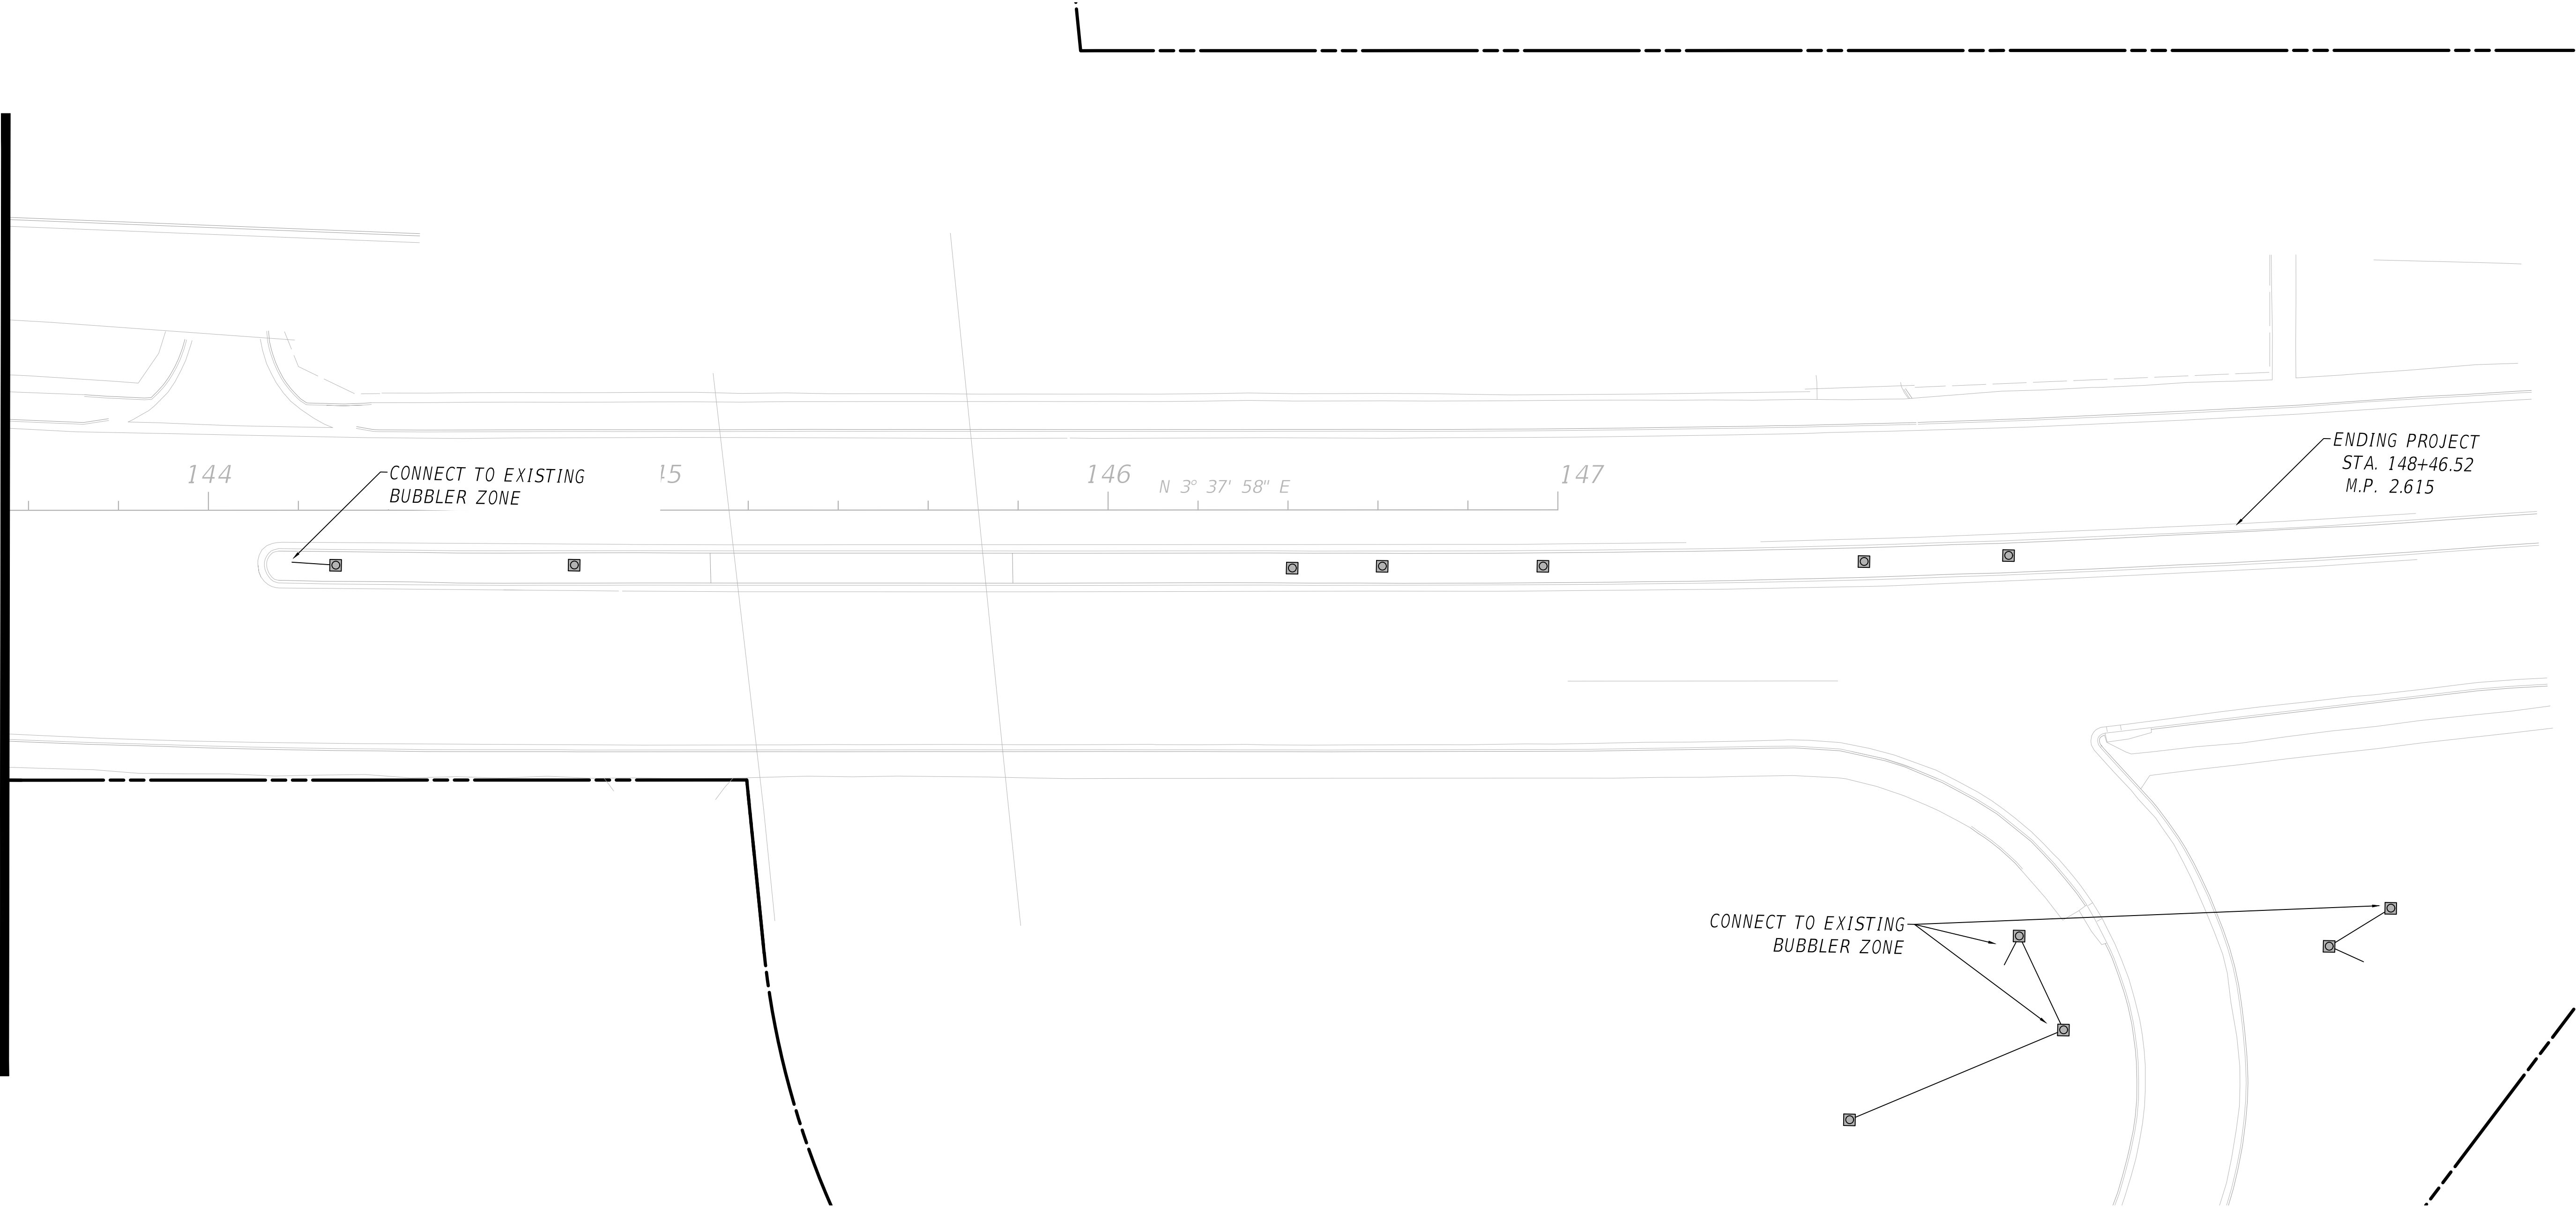 ENDING PROJECT
STA. 148+46.52
M.P. 2.615
144
CONNECT TO EXISTING
BUBBLER ZONE
45
146
N 3° 37' 58" E
147
CONNECT TO EXISTING
BUBBLER ZONE